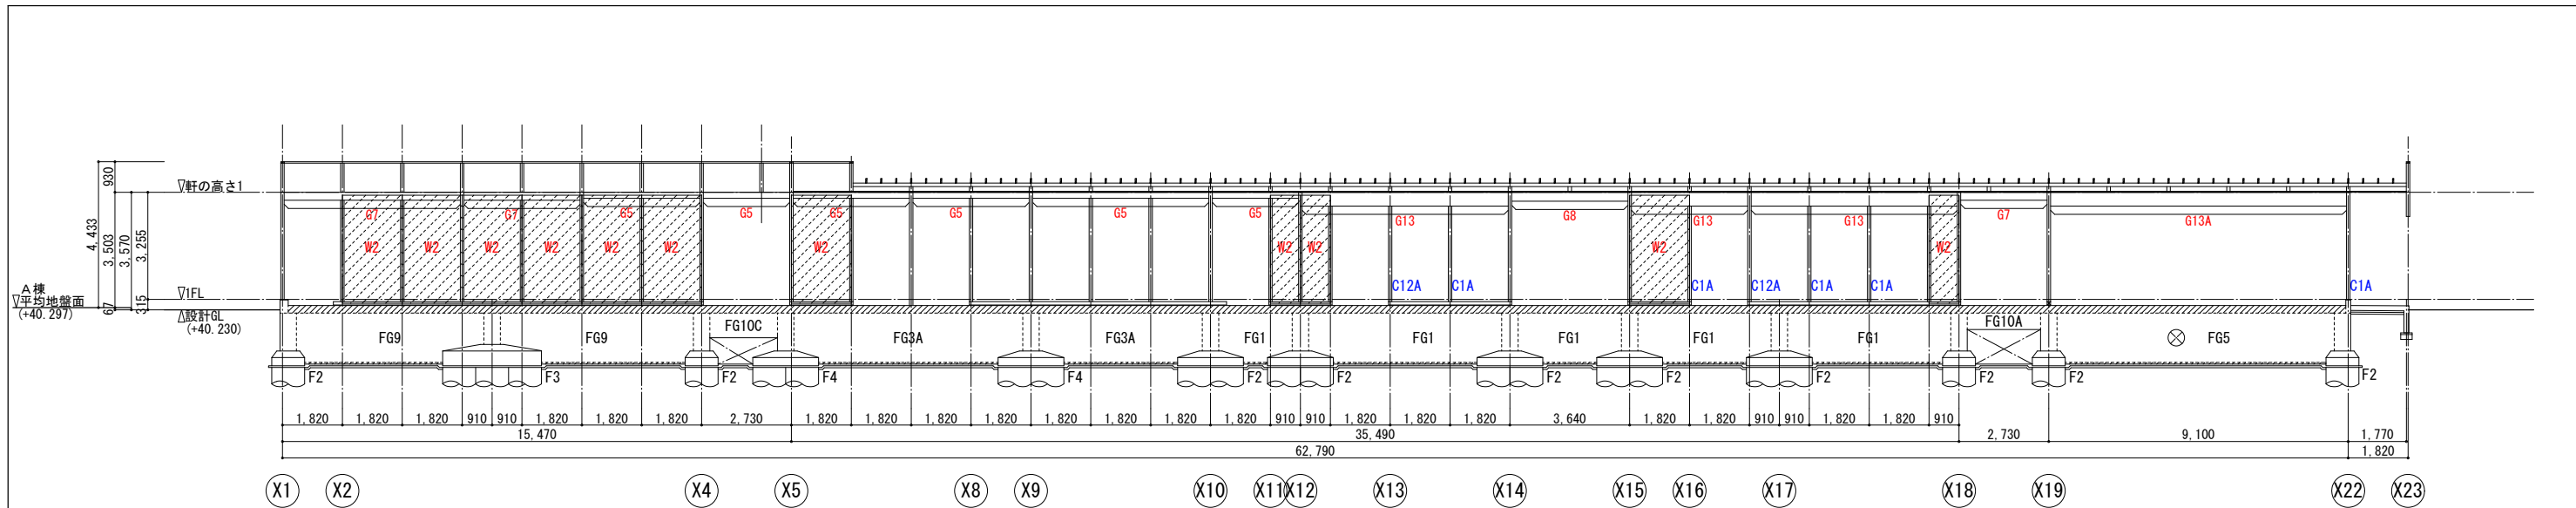 930
4,433
3,503
3,570
3,255
67
315
▽軒の高さ1
▽1FL
A棟
▽平均地盤面
(+40.297)
△設計GL
(+40.230)
G7 G7 G5 G5 G5 G5 G5 G5 G13 G8 G13 G13 G7 G13A
W2 W2 W2 W2 W2 W2 W2 W2 W2 W2 W2
C12A C1A C1A C12A C1A C1A C1A
FG9 FG9 FG10C FG3A FG3A FG1 FG1 FG1 FG1 FG1 FG10A FG5
F2 F3 F2 F4 F4 F2 F2 F2 F2 F2 F2 F2 F2
1,820 1,820 1,820 910 910 1,820 1,820 1,820 2,730 1,820 1,820 1,820 1,820 1,820 1,820 1,820 1,820 910 910 1,820 1,820 1,820 3,640 1,820 1,820 910 910 1,820 1,820 910
15,470 35,490 2,730 9,100 1,770
62,790 1,820
X1 X2 X4 X5 X8 X9 X10 X11 X12 X13 X14 X15 X16 X17 X18 X19 X22 X23